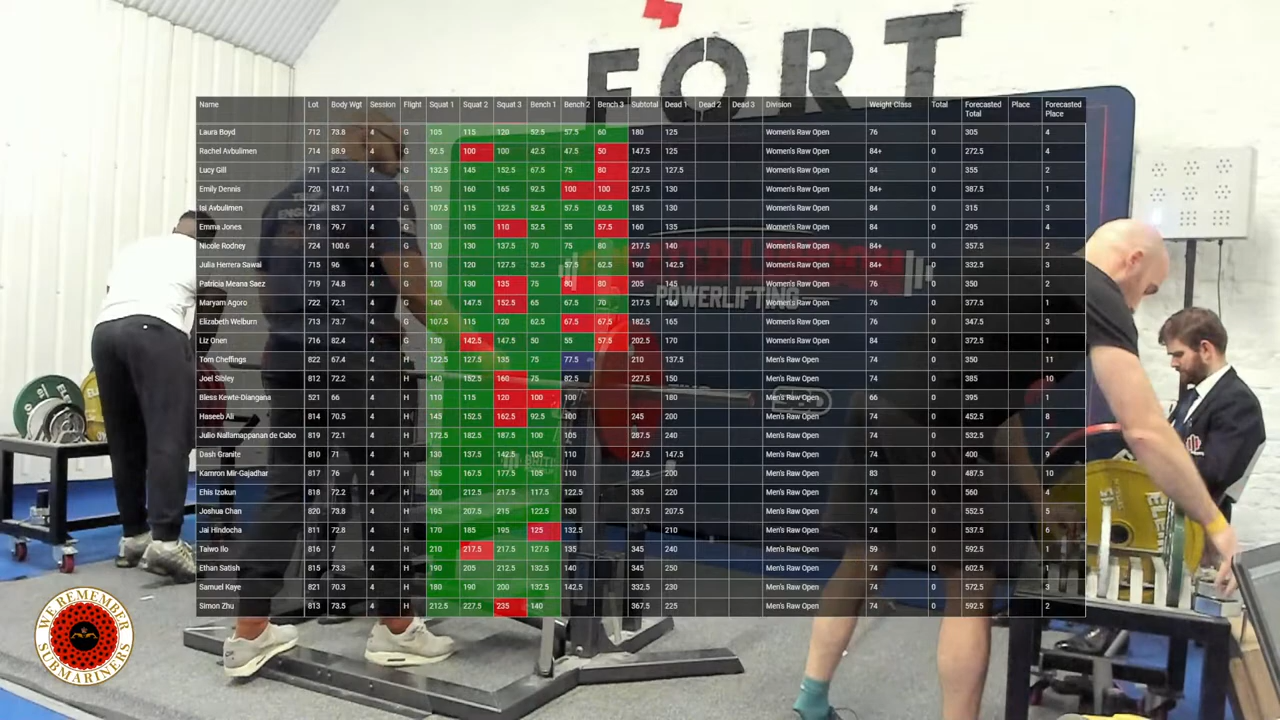 FORT
Name Lot Body Wgt Session Flight Squat 1 Squat 2 Squat 3 Bench 1 Bench 2 Bench 3 Subtotal Dead 1 Dead 2 Dead 3 Division Weight Class Total Forecasted Total Place Forecasted Place
Laura Boyd 712 73.8 4 G 105 115 120 52.5 57.5 60 180 125 Women's Raw Open 76 0 305 4
Rachel Avbulimen 714 88.9 4 G 92.5 100 100 42.5 47.5 50 147.5 125 Women's Raw Open 84+ 0 272.5 4
Lucy Gill 711 82.2 4 G 132.5 145 152.5 67.5 75 80 227.5 127.5 Women's Raw Open 84 0 355 2
Emily Dennis 720 147.1 4 G 150 160 165 92.5 100 100 257.5 130 Women's Raw Open 84+ 0 387.5 1
Isi Avbulimen 721 83.7 4 G 107.5 115 122.5 52.5 57.5 62.5 185 130 Women's Raw Open 84 0 315 3
Emma Jones 718 79.7 4 G 100 105 110 52.5 55 57.5 160 135 Women's Raw Open 84 0 295 4
Nicole Rodney 724 100.6 4 G 120 130 137.5 70 75 80 217.5 140 Women's Raw Open 84+ 0 357.5 2
Julia Herrera Sawai 715 96 4 G 110 120 127.5 52.5 57.5 62.5 190 142.5 Women's Raw Open 84+ 0 332.5 3
Patricia Meana Saez 719 74.8 4 G 120 130 135 75 80 80 205 145 Women's Raw Open 76 0 350 2
Maryam Agoro 722 72.1 4 G 140 147.5 152.5 65 67.5 70 217.5 160 Women's Raw Open 76 0 377.5 1
Elizabeth Welburn 713 73.7 4 G 107.5 115 120 62.5 67.5 67.5 182.5 165 Women's Raw Open 76 0 347.5 3
Liz Gnen 716 82.4 4 G 130 142.5 147.5 50 55 57.5 202.5 170 Women's Raw Open 84 0 372.5 1
Tom Cheffings 822 67.4 4 H 122.5 127.5 135 75 77.5 210 137.5 Men's Raw Open 74 0 350 11
Joel Sibley 812 72.2 4 H 140 152.5 160 75 82.5 227.5 150 Men's Raw Open 74 0 385 10
Bless Kewte-Diangana 521 66 4 H 110 115 120 100 100 180 Men's Raw Open 66 0 395 1
Haseeb Ali 814 70.5 4 H 145 152.5 162.5 92.5 100 245 200 Men's Raw Open 74 0 452.5 8
Julio Nallamappanan de Cabo 819 72.1 4 H 172.5 182.5 187.5 100 105 287.5 240 Men's Raw Open 74 0 532.5 7
Dash Granite 810 71 4 H 130 137.5 142.5 105 110 247.5 147.5 Men's Raw Open 74 0 400 9
Kamron Mir-Gajadhar 817 76 4 H 155 167.5 177.5 105 110 282.5 200 Men's Raw Open 83 0 487.5 10
Ehis Izokun 818 72.2 4 H 200 212.5 217.5 117.5 122.5 335 220 Men's Raw Open 74 0 560 4
Joshua Chan 820 73.8 4 H 195 207.5 215 122.5 130 337.5 207.5 Men's Raw Open 74 0 552.5 5
Jai Hindocha 811 72.8 4 H 170 185 195 125 132.5 210 Men's Raw Open 74 0 537.5 6
Taiwo Ilo 816 7 4 H 210 217.5 217.5 127.5 135 345 240 Men's Raw Open 59 0 592.5 1
Ethan Satish 815 73.3 4 H 190 205 212.5 132.5 140 345 250 Men's Raw Open 74 0 602.5 1
Samuel Kaye 821 70.3 4 H 180 190 200 132.5 142.5 332.5 230 Men's Raw Open 74 0 572.5 3
Simon Zhu 813 73.5 4 H 212.5 227.5 235 140 367.5 225 Men's Raw Open 74 0 592.5 2
POWERLIFTING
WE REMEMBER
SUBMARINERS